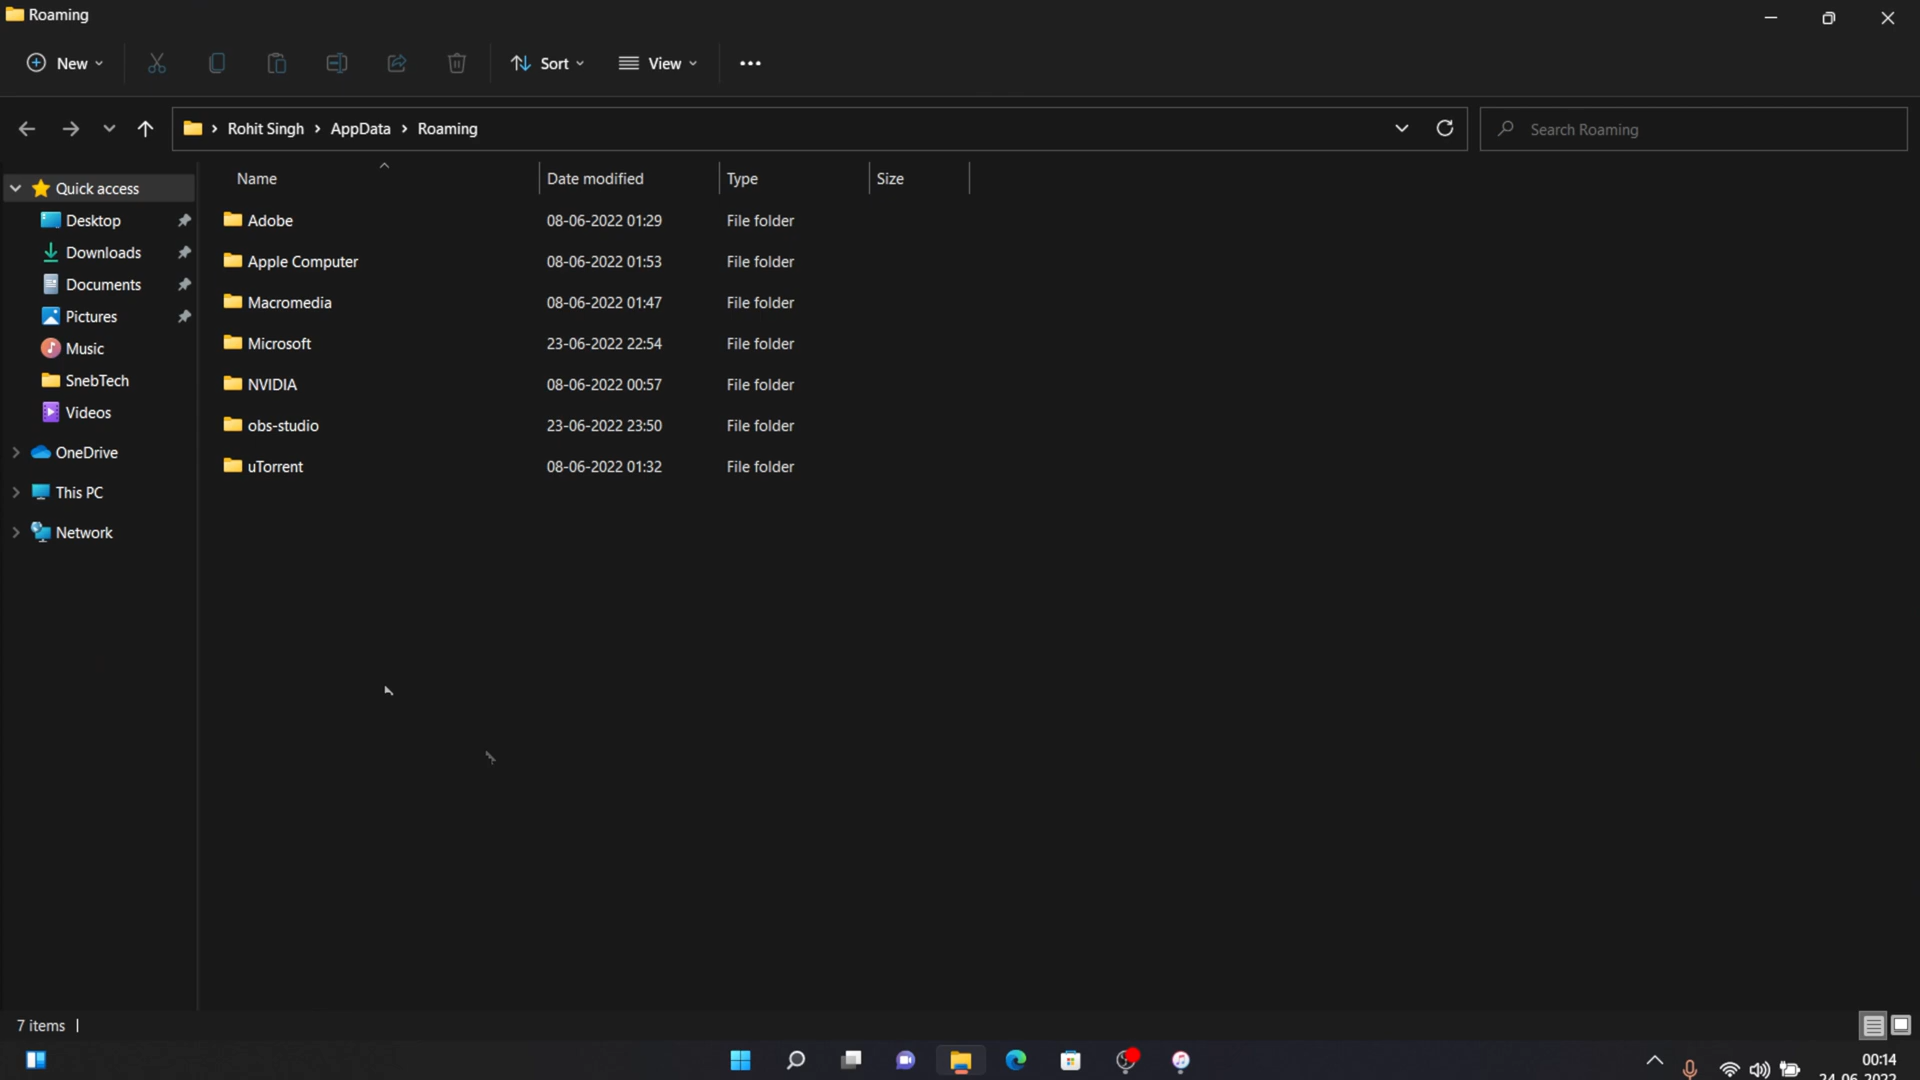 Roaming
New
Sort
View
Rohit Singh > AppData > Roaming
Search Roaming
Name Date modified Type Size
Quick access
Desktop
Downloads
Documents
Pictures
Music
SnebTech
Videos
OneDrive
This PC
Network
Adobe 08-06-2022 01:29 File folder
Apple Computer 08-06-2022 01:53 File folder
Macromedia 08-06-2022 01:47 File folder
Microsoft 23-06-2022 22:54 File folder
NVIDIA 08-06-2022 00:57 File folder
obs-studio 23-06-2022 23:50 File folder
uTorrent 08-06-2022 01:32 File folder
7 items
00:14
24-06-2022